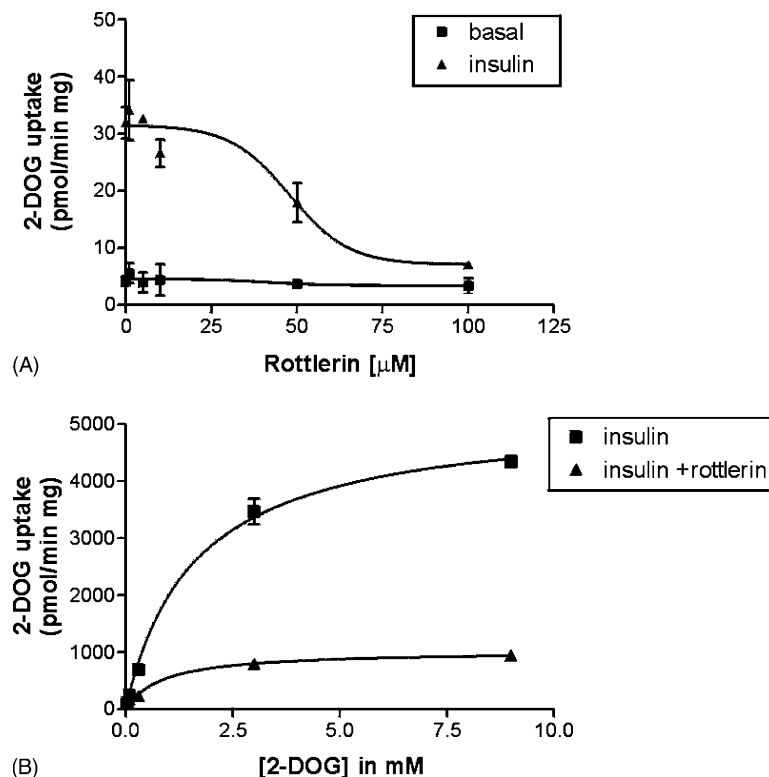 basal
insulin
2-DOG uptake
(pmol/min mg)
50
40
30
20
10
0
0
25
50
75
100
125
Rottlerin [μM]
(A)
insulin
insulin +rottlerin
2-DOG uptake
(pmol/min mg)
5000
4000
3000
2000
1000
0
0.0
2.5
5.0
7.5
10.0
[2-DOG] in mM
(B)